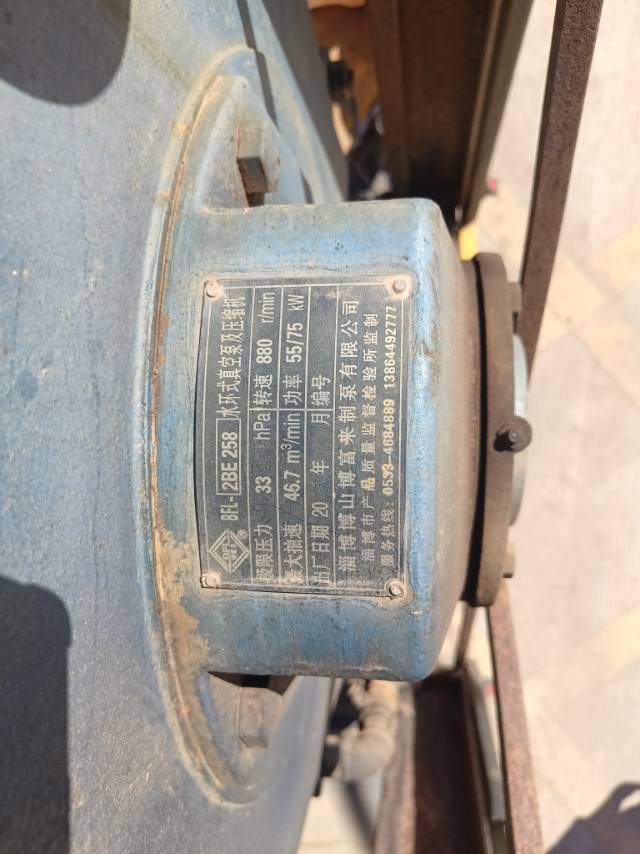 BFL-2BE 258 水环式真空泵及压缩机
极限压力 33 hPa 转速 880 r/min
最大抽速 46.7 m³/min 功率 55/75 kW
出厂日期 20 年 月 编号
淄博博山博富来制泵有限公司
淄博市产品质量监督检验所监制
服务热线: 0533-4684889 13864492777